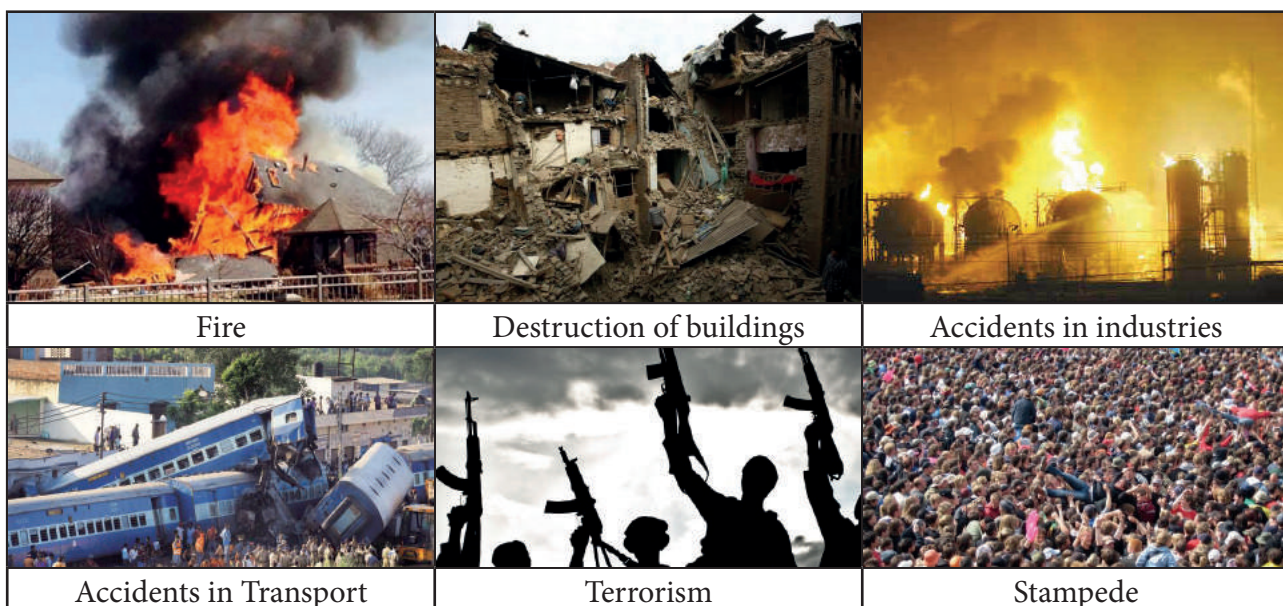 Fire
Destruction of buildings
Accidents in industries
Accidents in Transport
Terrorism
Stampede